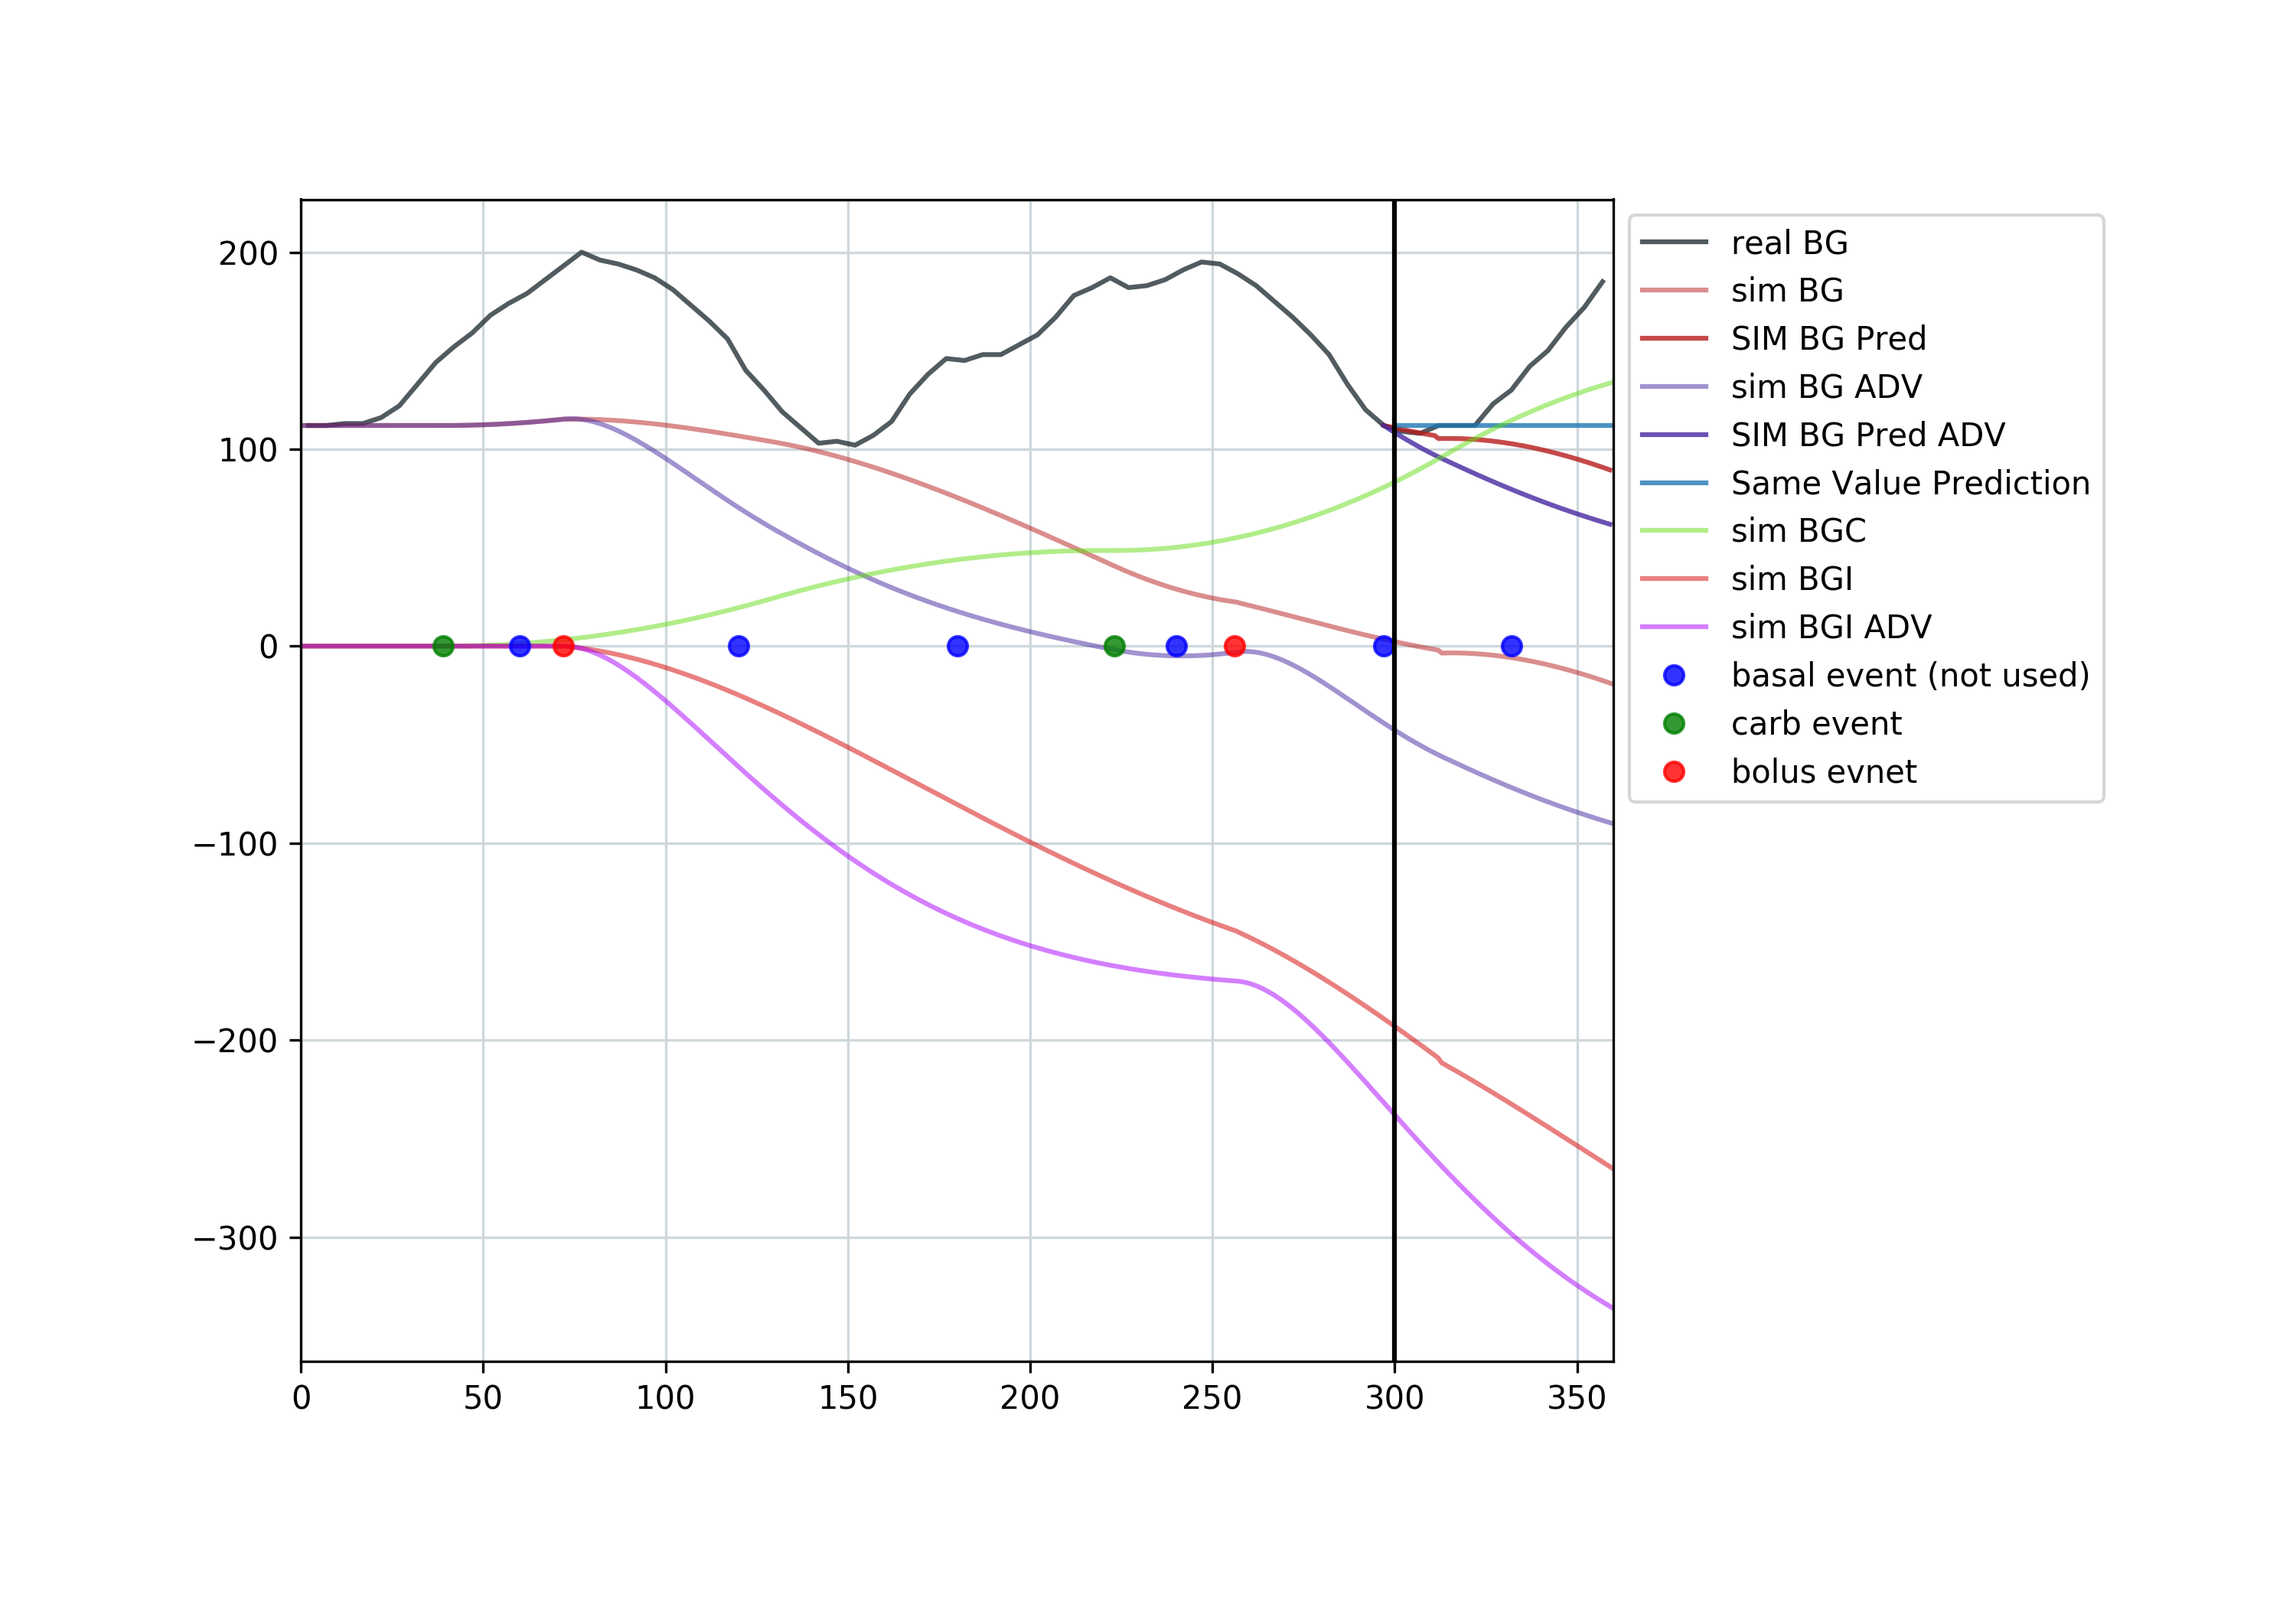 200
100
0
−100
−200
−300
0 50 100 150 200 250 300 350
real BG
sim BG
SIM BG Pred
sim BG ADV
SIM BG Pred ADV
Same Value Prediction
sim BGC
sim BGI
sim BGI ADV
basal event (not used)
carb event
bolus evnet